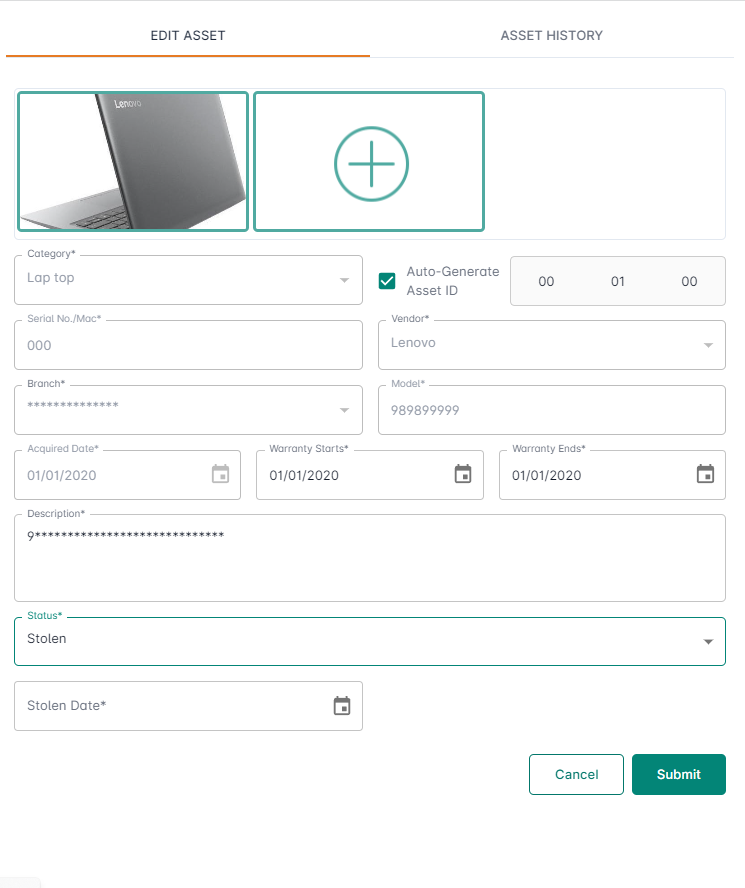 EDIT ASSET
ASSET HISTORY
Lenovo
Category*
Lap top
Auto-Generate
Asset ID
00 01 00
Serial No./Mac*
000
Vendor*
Lenovo
Branch*
**************
Model*
989899999
Acquired Date*
01/01/2020
Warranty Starts*
01/01/2020
Warranty Ends*
01/01/2020
Description*
9*****************************
Status*
Stolen
Stolen Date*
Cancel
Submit